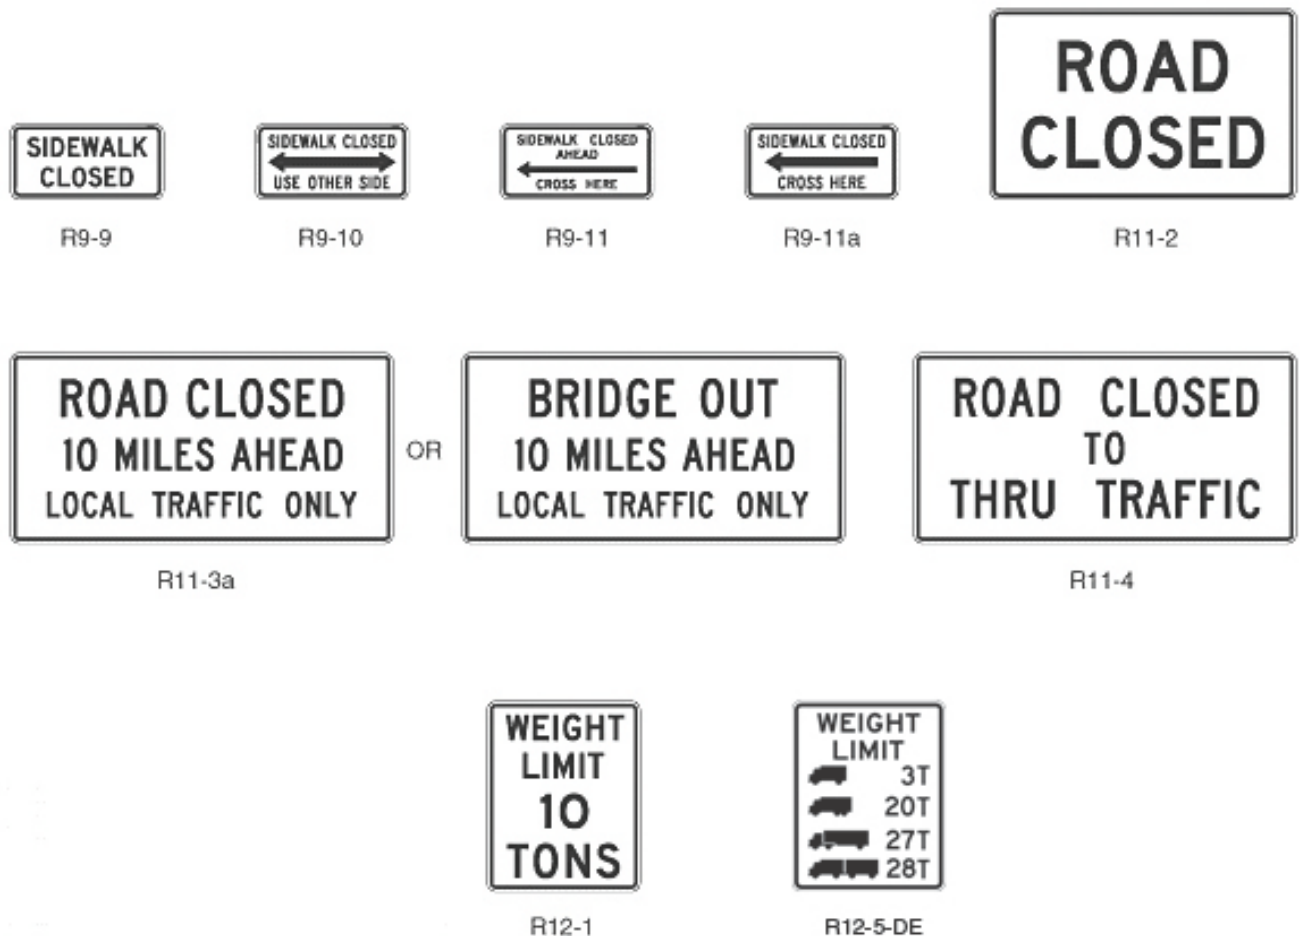 SIDEWALK
CLOSED
R9-9
SIDEWALK CLOSED
USE OTHER SIDE
R9-10
SIDEWALK CLOSED
AHEAD
CROSS HERE
R9-11
SIDEWALK CLOSED
CROSS HERE
R9-11a
ROAD
CLOSED
R11-2
ROAD CLOSED
10 MILES AHEAD
LOCAL TRAFFIC ONLY
R11-3a
OR
BRIDGE OUT
10 MILES AHEAD
LOCAL TRAFFIC ONLY
ROAD CLOSED
TO
THRU TRAFFIC
R11-4
WEIGHT
LIMIT
10
TONS
R12-1
WEIGHT
LIMIT
3T
20T
27T
28T
R12-5-DE